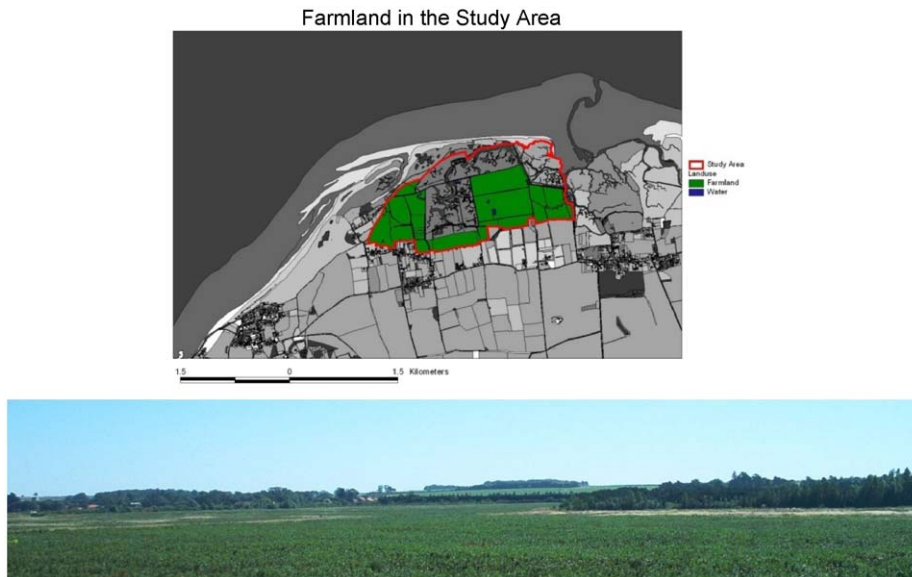 Farmland in the Study Area
Study Area
Landuse
Farmland
Water
1.5 0 1.5 Kilometers